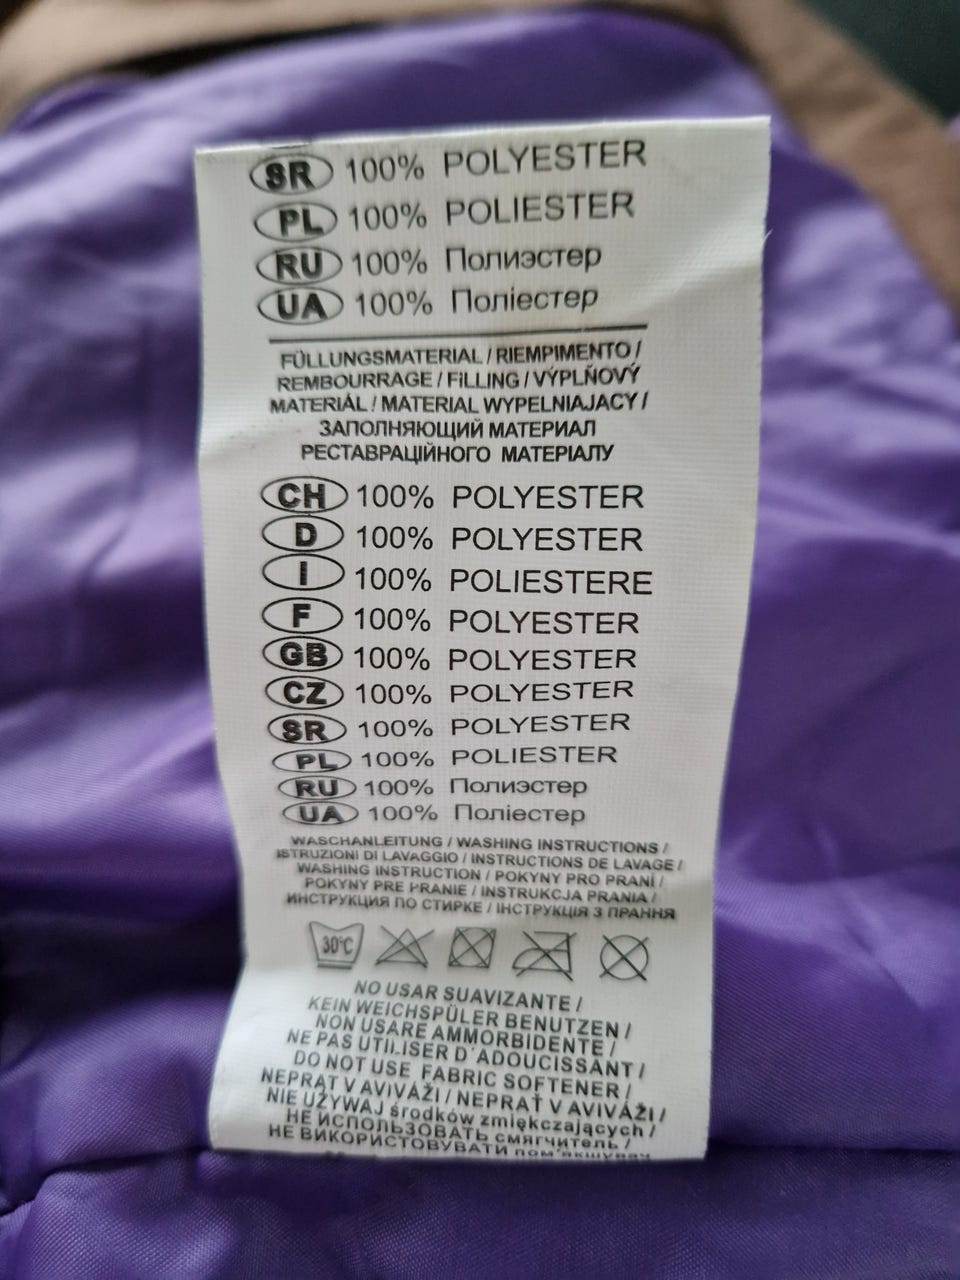 SR 100% POLYESTER
PL 100% POLIESTER
RU 100% Полиэстер
UA 100% Поліестер
FÜLLUNGSMATERIAL / RIEMPIMENTO /
REMBOURRAGE / FiLLING / VÝPLŇOVÝ
MATERIÁL / MATERIAL WYPELNIAJACY /
ЗАПОЛНЯЮЩИЙ МАТЕРИАЛ
РЕСТАВРАЦІЙНОГО МАТЕРІАЛУ
CH 100% POLYESTER
D 100% POLYESTER
I 100% POLIESTERE
F 100% POLYESTER
GB 100% POLYESTER
CZ 100% POLYESTER
SR 100% POLYESTER
PL 100% POLIESTER
RU 100% Полиэстер
UA 100% Поліестер
WASCHANLEITUNG / WASHING INSTRUCTIONS /
ISTRUZIONI DI LAVAGGIO / INSTRUCTIONS DE LAVAGE /
WASHING INSTRUCTION / POKYNY PRO PRANÍ /
POKYNY PRE PRANIE / INSTRUKCJA PRANIA /
ИНСТРУКЦИЯ ПО СТИРКЕ / ІНСТРУКЦІЯ З ПРАННЯ
30°C
NO USAR SUAVIZANTE /
KEIN WEICHSPÜLER BENUTZEN /
NON USARE AMMORBIDENTE /
NE PAS UTILISER D'ADOUCISSANT /
DO NOT USE FABRIC SOFTENER /
NEPRAŤ V AVIVÁŽI / NEPRAŤ V AVIVÁŽI /
NIE UŻYWAJ środków zmiękczających /
НЕ ИСПОЛЬЗОВАТЬ смягчитель /
НЕ ВИКОРИСТОВУВАТИ пом'якшувач